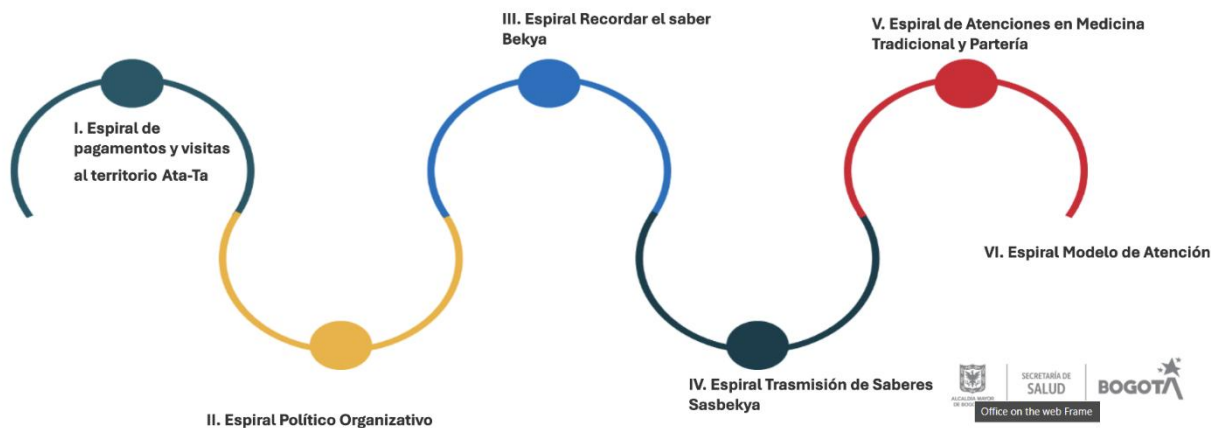 I. Espiral de
pagamentos y visitas
al territorio Ata-Ta
II. Espiral Político Organizativo
III. Espiral Recordar el saber
Bekya
IV. Espiral Trasmisión de Saberes
Sasbekya
V. Espiral de Atenciones en Medicina
Tradicional y Partería
VI. Espiral Modelo de Atención
ALCALDÍA MAYOR
SECRETARÍA DE
SALUD
BOGOTÁ
Office on the web Frame